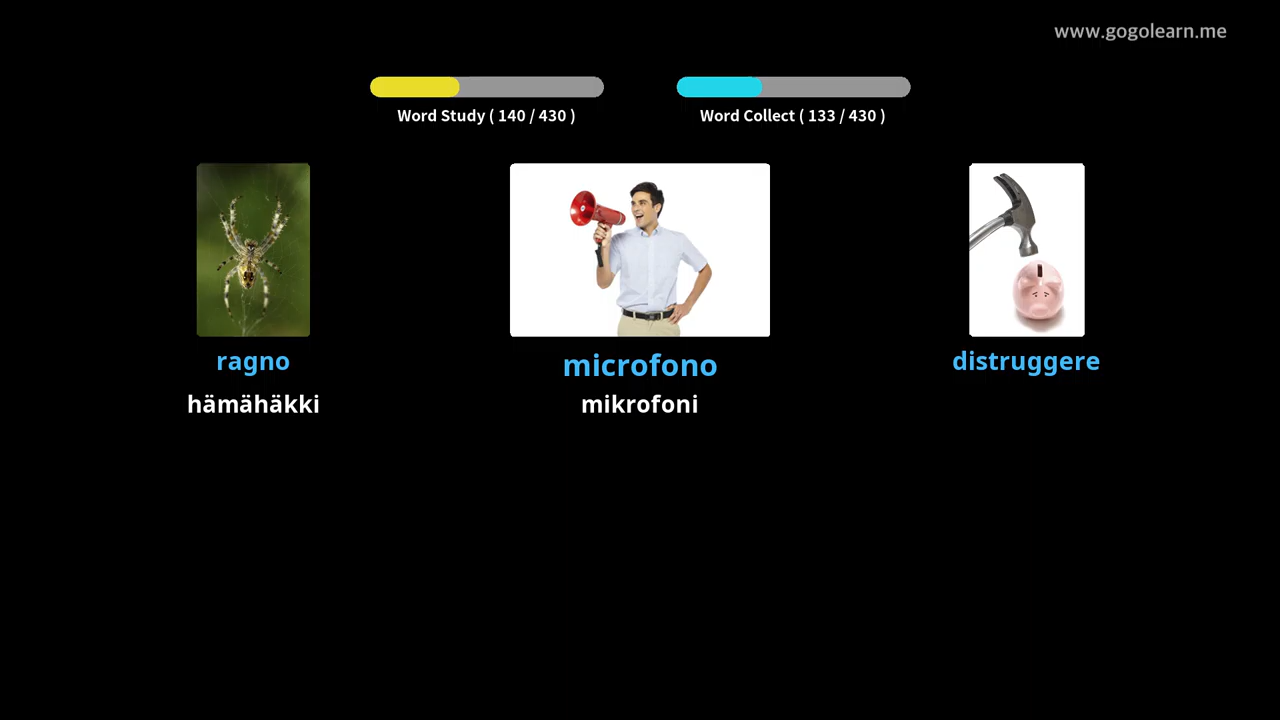 www.gogolearn.me
Word Study ( 140 / 430 )
Word Collect ( 133 / 430 )
ragno
microfono
distruggere
hämähäkki
mikrofoni